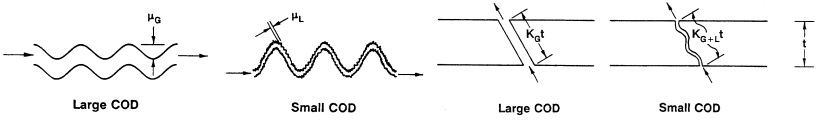 μG
μL
KGt
KG+Lt
t
Large COD
Small COD
Large COD
Small COD